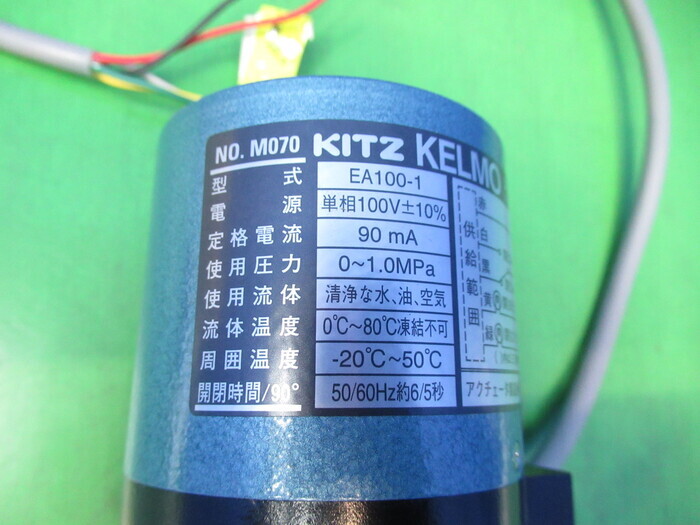 NO. M070 KITZ KELMO
型式 EA100-1
電源 単相100V±10%
定格電流 90 mA
使用圧力 0~1.0MPa
使用流体 清浄な水、油、空気
流体温度 0℃~80℃凍結不可
周囲温度 -20℃~50℃
開閉時間/90° 50/60Hz約6/5秒
供給範囲
赤
白
黒
黄
緑
アクチュエータ